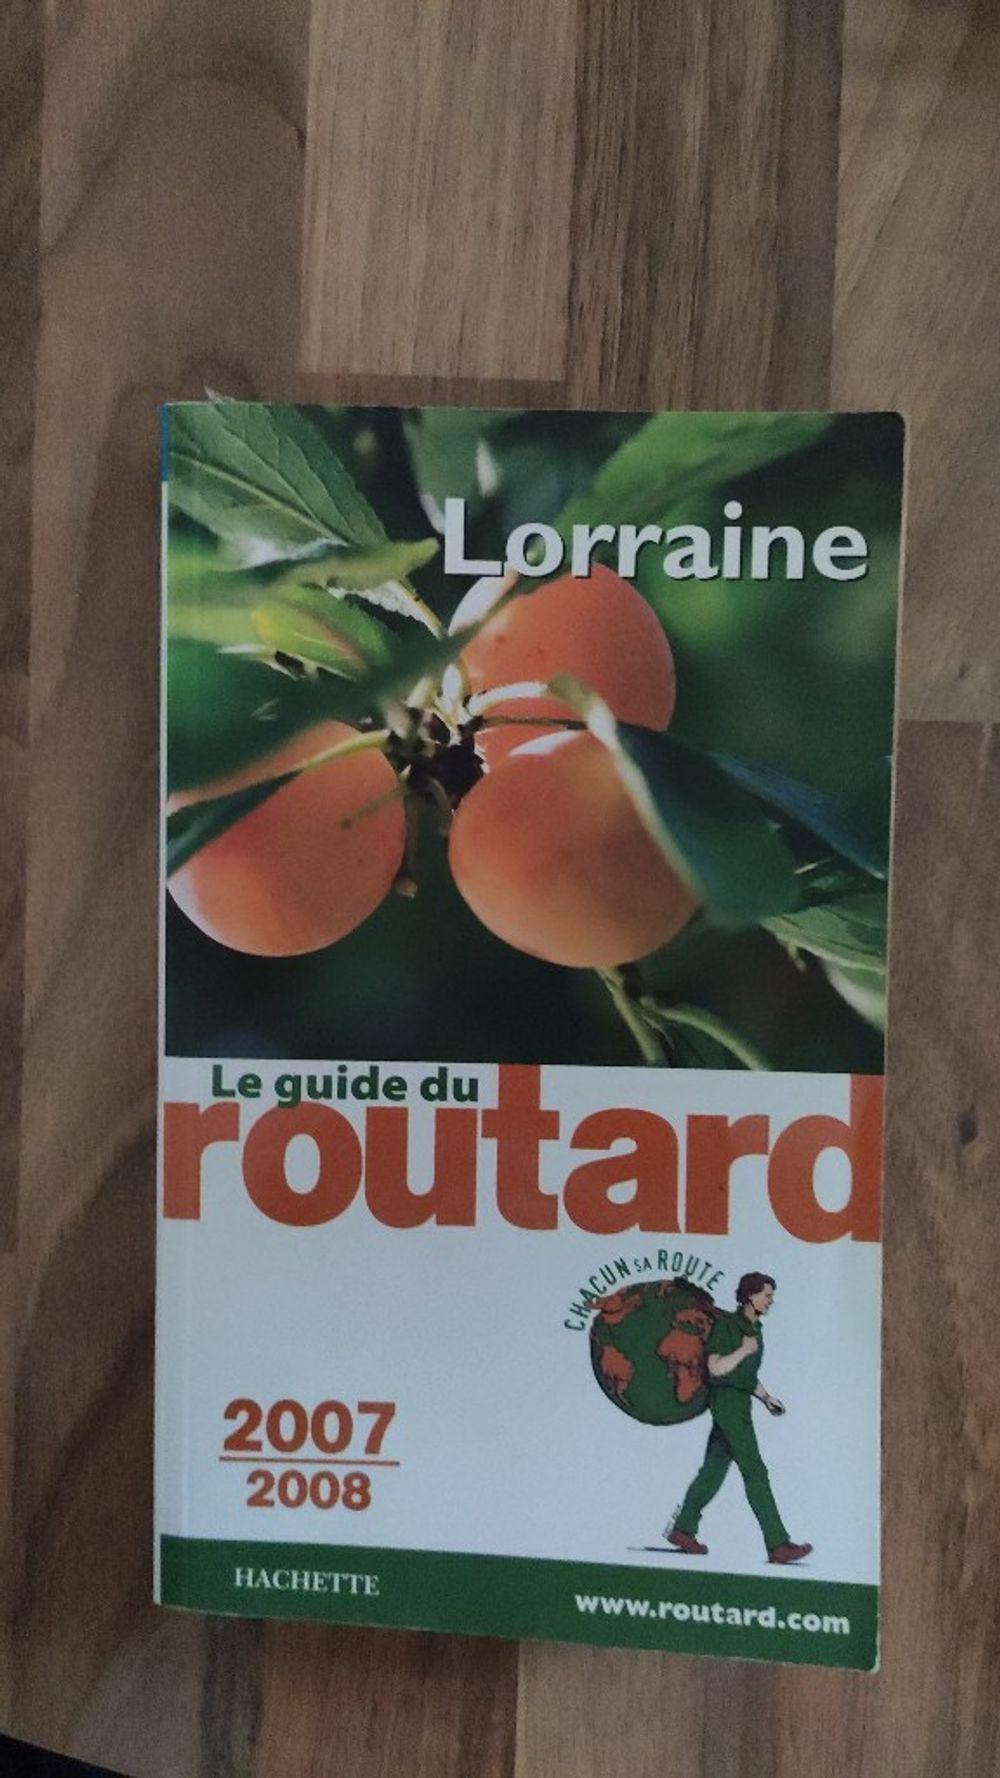 Lorraine
Le guide du
routard
CHACUN SA ROUTE
2007
2008
HACHETTE
www.routard.com